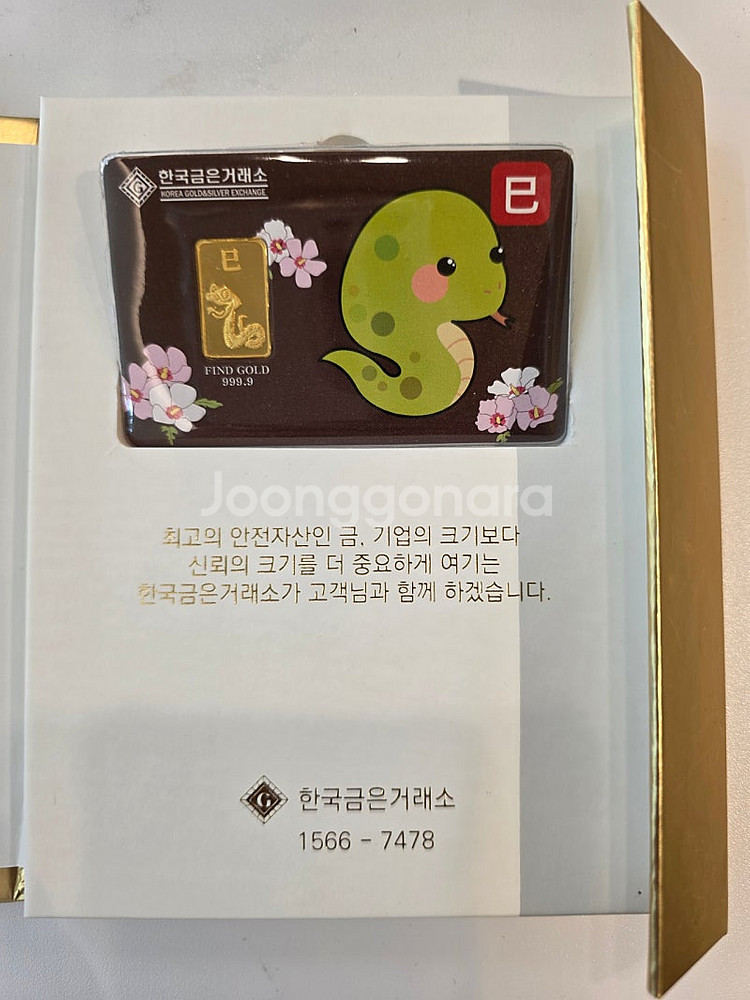 한국금은거래소
KOREA GOLD&SILVER EXCHANGE
巳
巳
FIND GOLD
999.9
Joonggonara
최고의 안전자산인 금, 기업의 크기보다
신뢰의 크기를 더 중요하게 여기는
한국금은거래소가 고객님과 함께 하겠습니다.
G 한국금은거래소
1566 - 7478